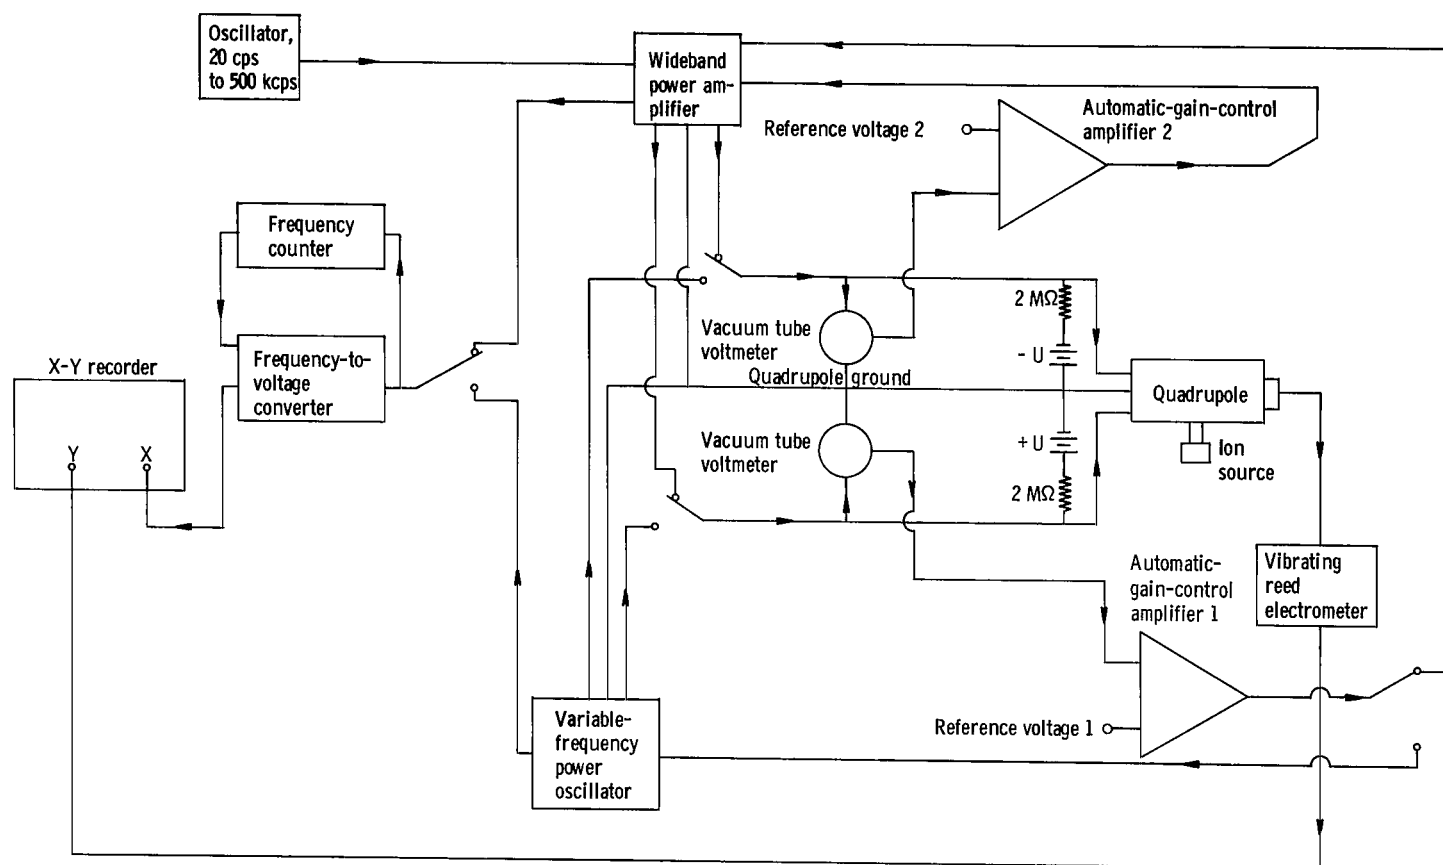 Oscillator,
20 cps
to 500 kcps
Wideband
power am-
plifier
Reference voltage 2
Automatic-gain-control
amplifier 2
Frequency
counter
2 MΩ
Vacuum tube
voltmeter
- U
X-Y recorder
Frequency-to-
voltage
converter
Quadrupole ground
Quadrupole
Y
X
Vacuum tube
voltmeter
+ U
Ion
source
2 MΩ
Automatic-
gain-control
amplifier 1
Vibrating
reed
electrometer
Variable-
frequency
power
oscillator
Reference voltage 1